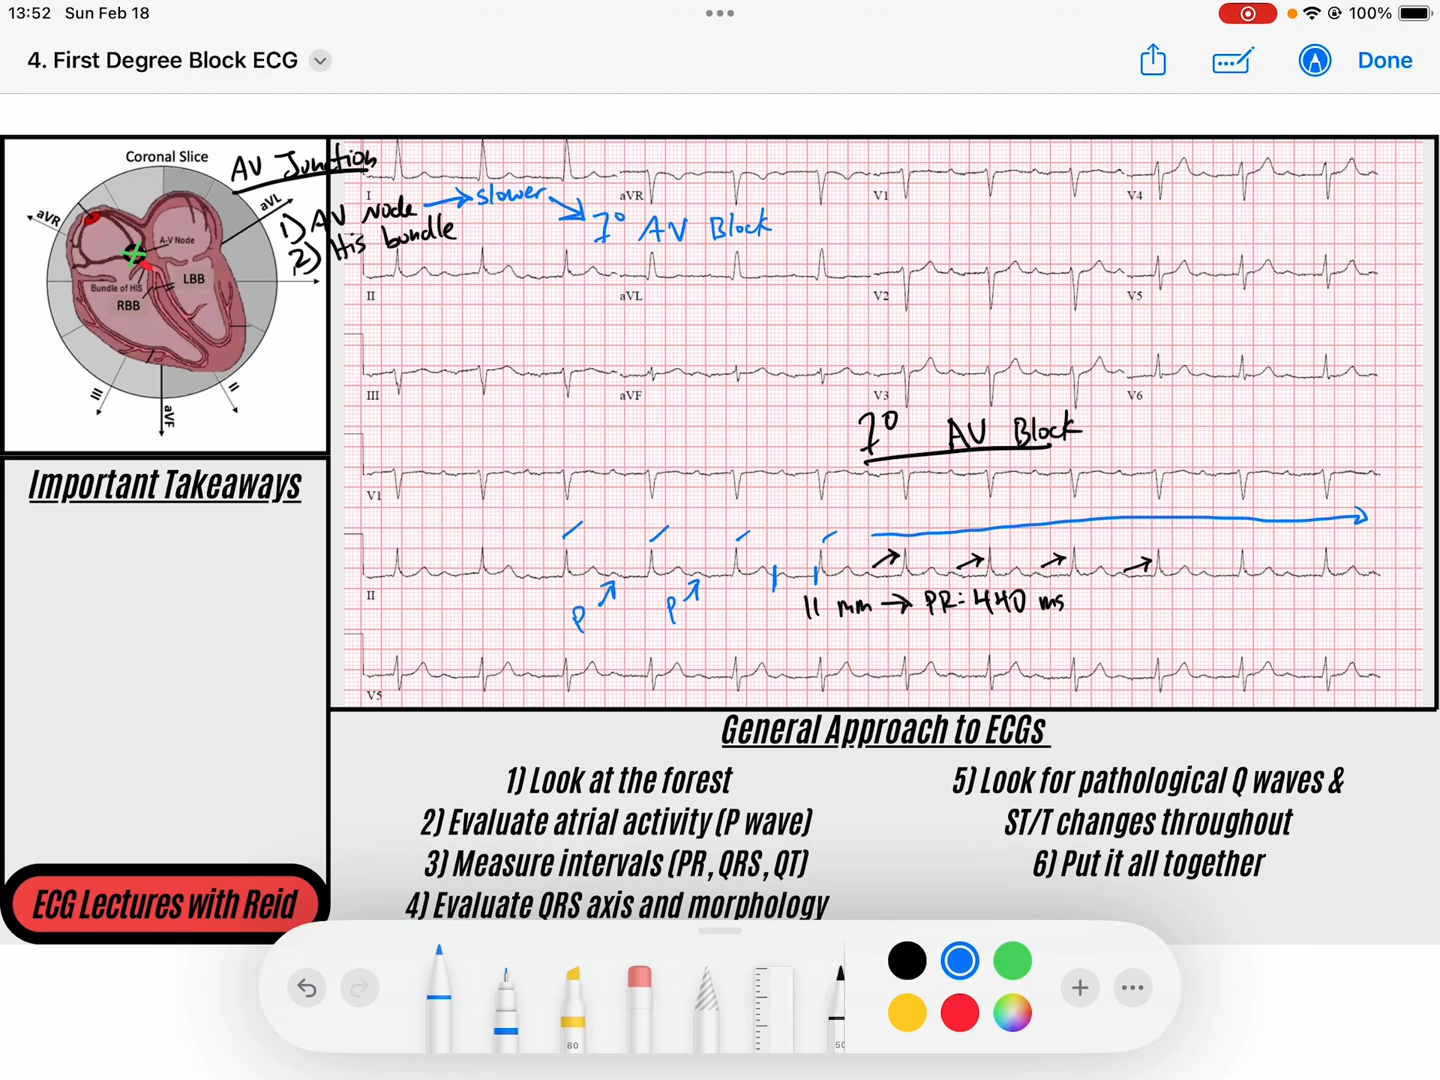 13:52 Sun Feb 18
100%
4. First Degree Block ECG
Done
Coronal Slice
AV Junction
1) AV Node → slower
2) His bundle
1° AV Block
aVR
aVL
A-V Node
Bundle of HIS
LBB
RBB
III
aVF
II
I
aVR
V1
V4
II
aVL
V2
V5
III
aVF
V3
V6
1° AV Block
V1
II
P
P
11 mm → PR: 440 ms
V5
Important Takeaways
ECG Lectures with Reid
General Approach to ECGs
1) Look at the forest
2) Evaluate atrial activity (P wave)
3) Measure intervals (PR, QRS, QT)
4) Evaluate QRS axis and morphology
5) Look for pathological Q waves &
ST/T changes throughout
6) Put it all together
80
50